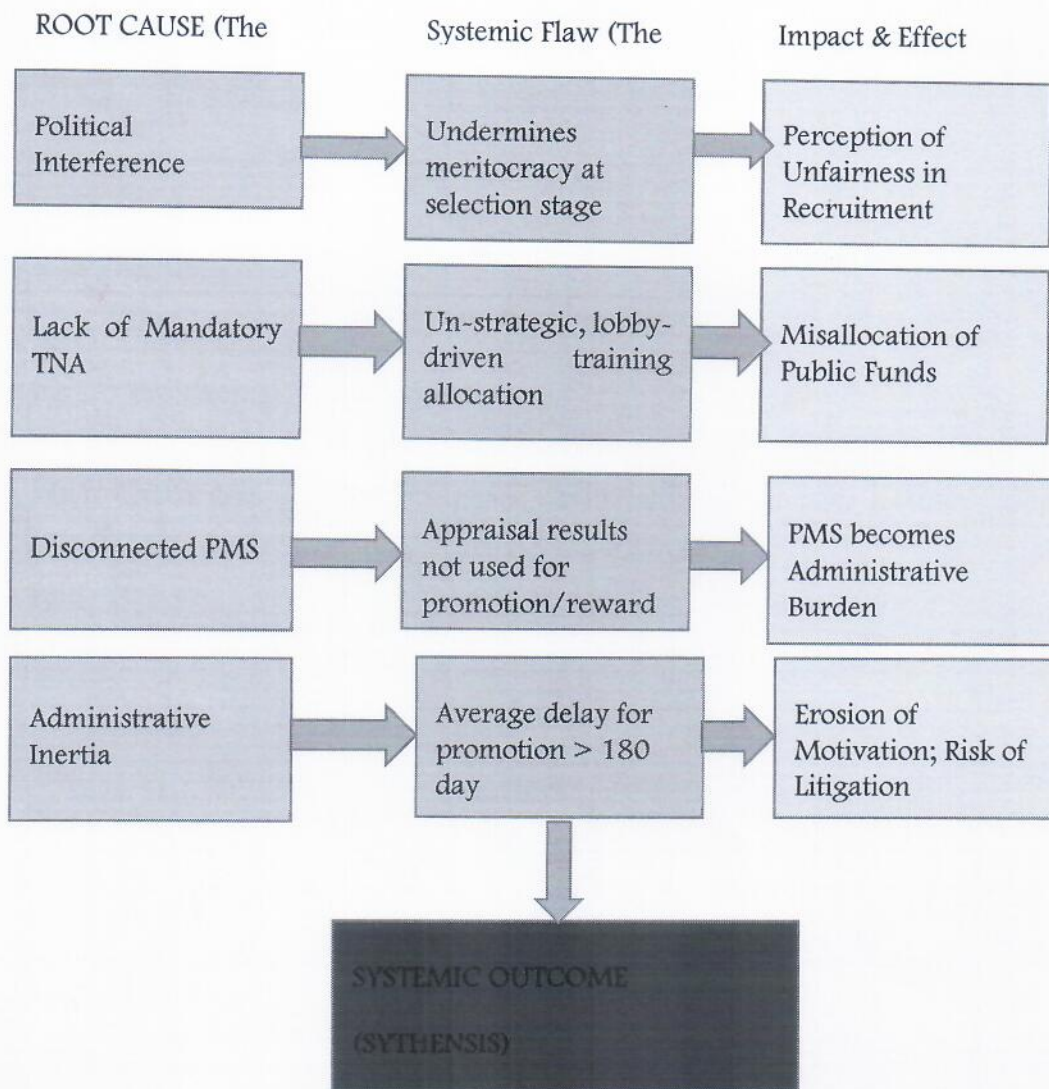 ROOT CAUSE (The
Systemic Flaw (The
Impact & Effect
Political
Interference
Undermines
meritocracy at
selection stage
Perception of
Unfairness in
Recruitment
Lack of Mandatory
TNA
Un-strategic, lobby-
driven training
allocation
Misallocation of
Public Funds
Disconnected PMS
Appraisal results
not used for
promotion/reward
PMS becomes
Administrative
Burden
Administrative
Inertia
Average delay for
promotion > 180
day
Erosion of
Motivation; Risk of
Litigation
SYSTEMIC OUTCOME
(SYTHENSIS)